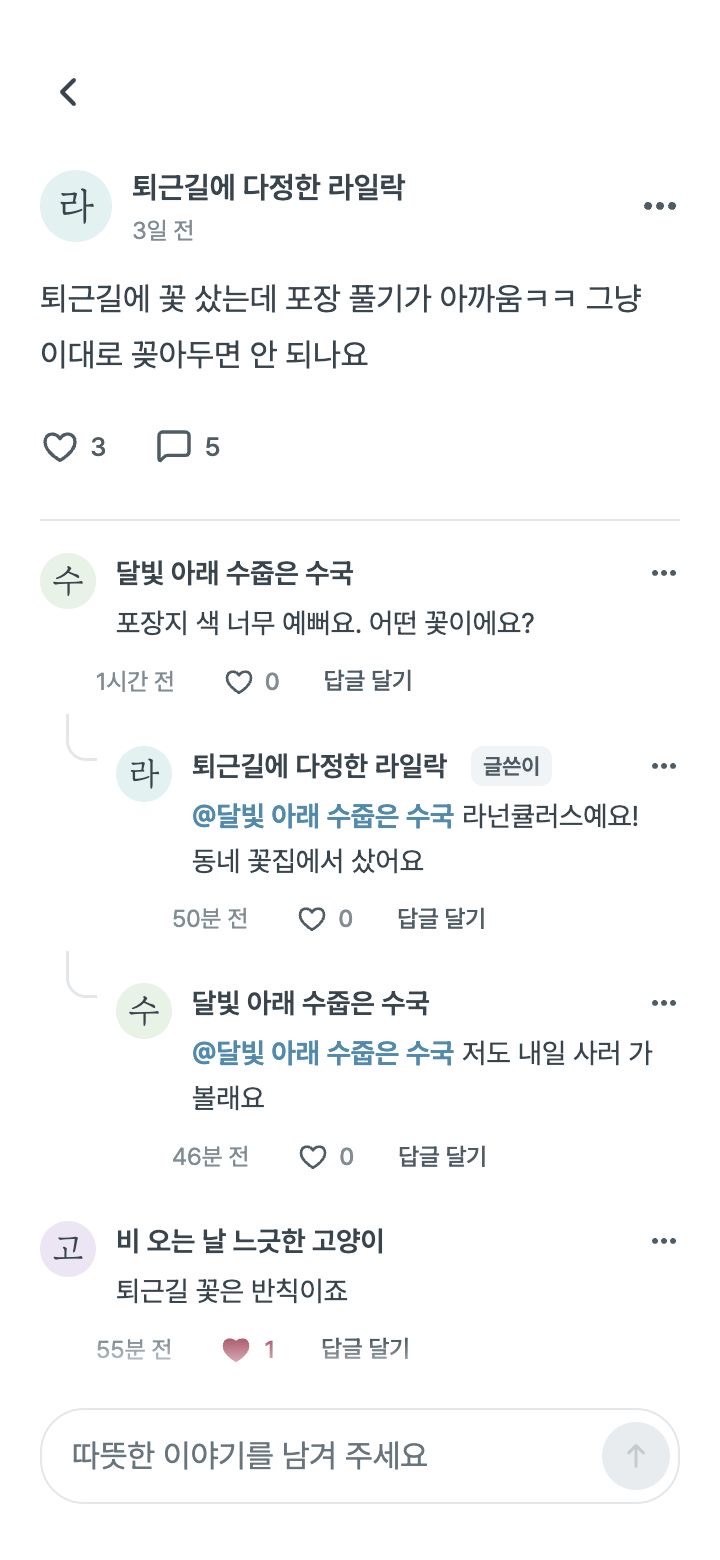 라
퇴근길에 다정한 라일락
3일 전
퇴근길에 꽃 샀는데 포장 풀기가 아까움ㅋㅋ 그냥
이대로 꽂아두면 안 되나요
3 5
수
달빛 아래 수줍은 수국
포장지 색 너무 예뻐요. 어떤 꽃이에요?
1시간 전 0 답글 달기
라
퇴근길에 다정한 라일락 글쓴이
@달빛 아래 수줍은 수국 라넌큘러스예요!
동네 꽃집에서 샀어요
50분 전 0 답글 달기
수
달빛 아래 수줍은 수국
@달빛 아래 수줍은 수국 저도 내일 사러 가
볼래요
46분 전 0 답글 달기
고
비 오는 날 느긋한 고양이
퇴근길 꽃은 반칙이죠
55분 전 1 답글 달기
따뜻한 이야기를 남겨 주세요